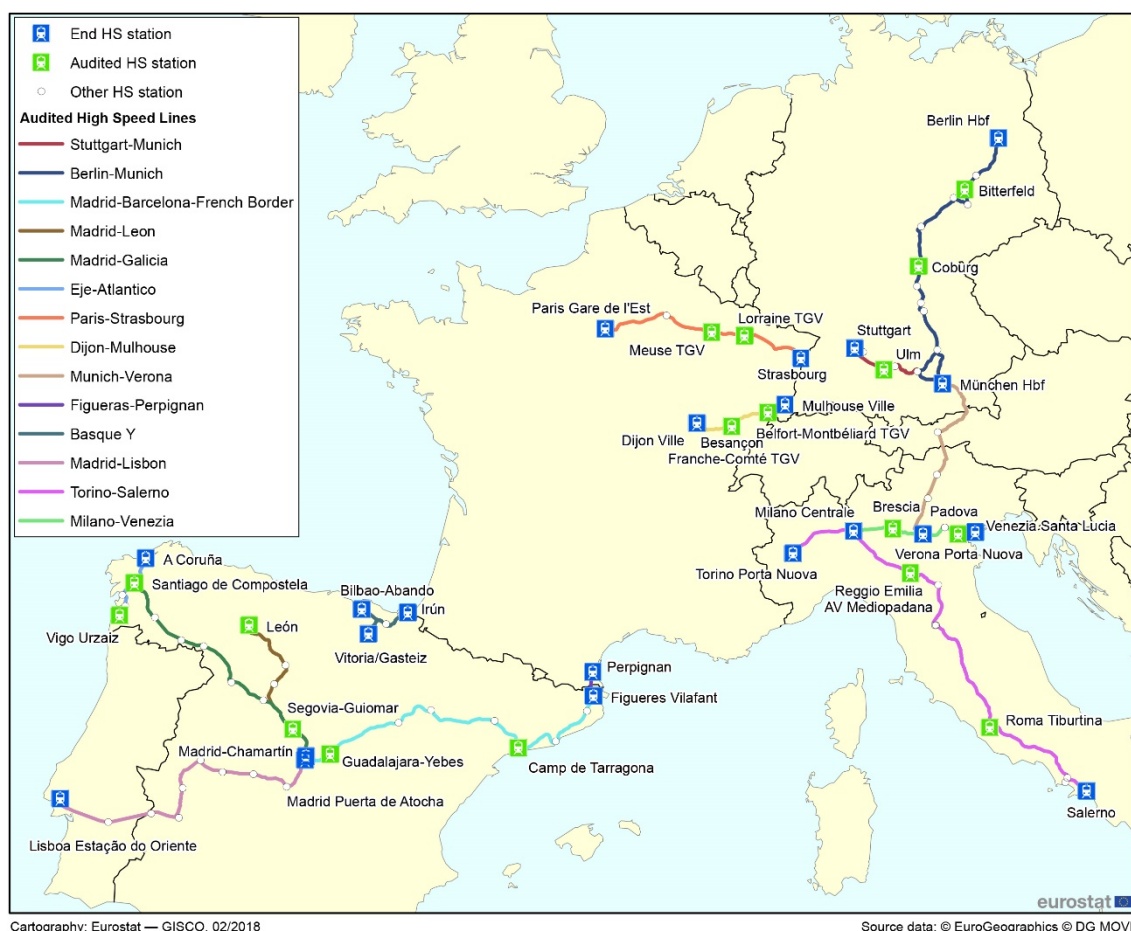 End HS station
Audited HS station
Other HS station
Audited High Speed Lines
Stuttgart-Munich
Berlin-Munich
Madrid-Barcelona-French Border
Madrid-Leon
Madrid-Galicia
Eje-Atlantico
Paris-Strasbourg
Dijon-Mulhouse
Munich-Verona
Figueras-Perpignan
Basque Y
Madrid-Lisbon
Torino-Salerno
Milano-Venezia
Berlin Hbf
Bitterfeld
Coburg
Paris Gare de l'Est
Lorraine TGV
Meuse TGV
Strasbourg
Stuttgart
Ulm
München Hbf
Mulhouse Ville
Dijon Ville
Besançon
Franche-Comté TGV
Belfort-Montbéliard TGV
Milano Centrale
Brescia
Padova
Venezia Santa Lucia
Verona Porta Nuova
Torino Porta Nuova
Reggio Emilia
AV Mediopadana
A Coruña
Santiago de Compostela
Vigo Urzaiz
León
Bilbao-Abando
Irún
Vitoria/Gasteiz
Perpignan
Figueres Vilafant
Segovia-Guiomar
Madrid-Chamartín
Guadalajara-Yebes
Camp de Tarragona
Madrid Puerta de Atocha
Lisboa Estação do Oriente
Roma Tiburtina
Salerno
eurostat
Cartography: Eurostat — GISCO, 02/2018
Source data: © EuroGeographics © DG MOVE